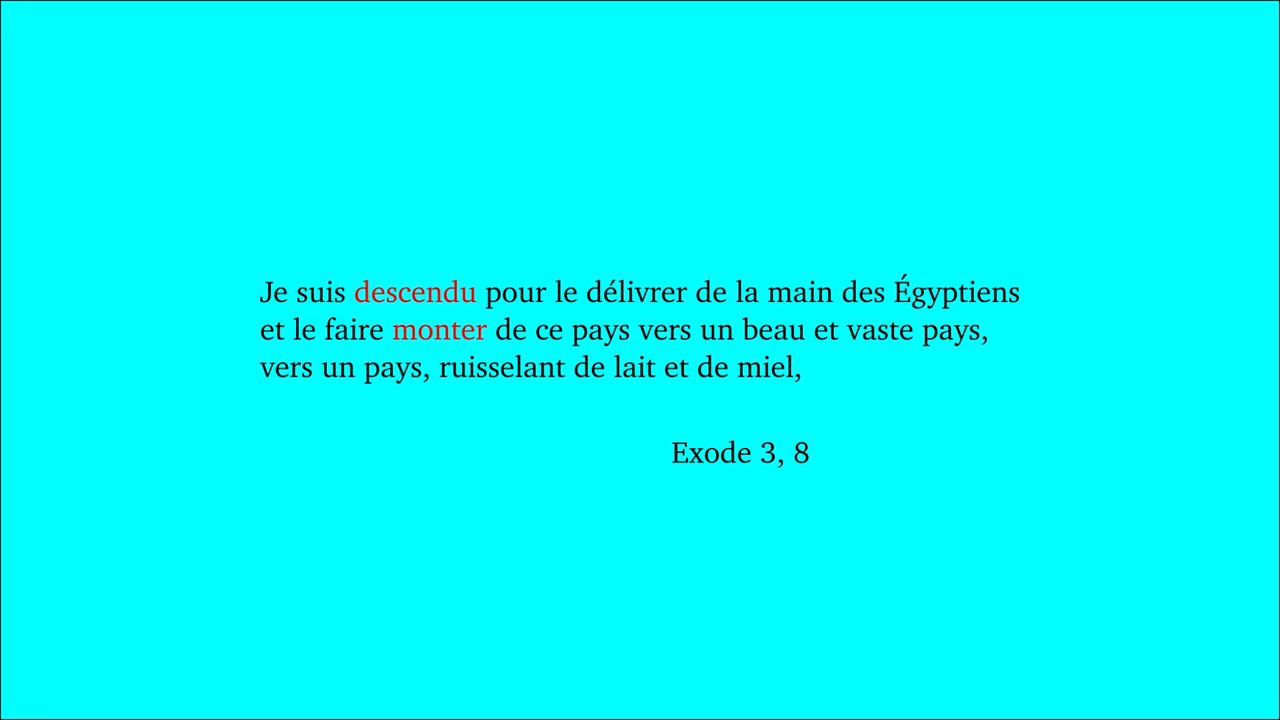 Je suis descendu pour le délivrer de la main des Égyptiens
et le faire monter de ce pays vers un beau et vaste pays,
vers un pays, ruisselant de lait et de miel,
Exode 3, 8